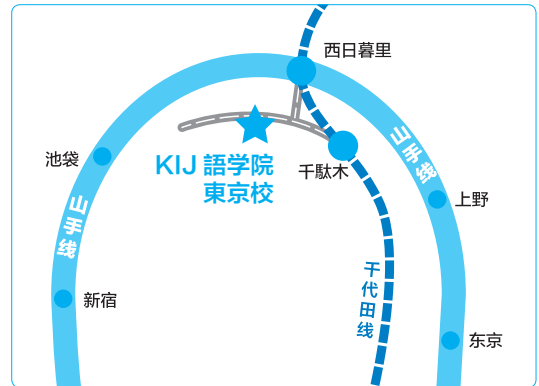 西日暮里
池袋
KIJ 語学院
東京校
千駄木
山手线
上野
山手线
新宿
千代田线
东京